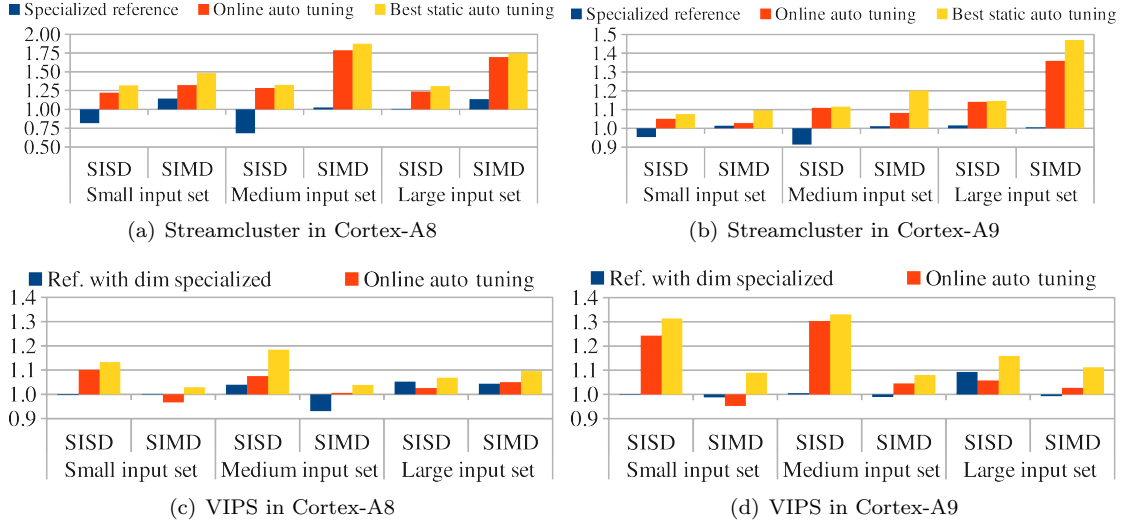 Specialized reference Online auto tuning Best static auto tuning
2.00
1.75
1.50
1.25
1.00
0.75
0.50
SISD SIMD SISD SIMD SISD SIMD
Small input set Medium input set Large input set
(a) Streamcluster in Cortex-A8
Specialized reference Online auto tuning Best static auto tuning
1.5
1.4
1.3
1.2
1.1
1.0
0.9
SISD SIMD SISD SIMD SISD SIMD
Small input set Medium input set Large input set
(b) Streamcluster in Cortex-A9
Ref. with dim specialized Online auto tuning
1.4
1.3
1.2
1.1
1.0
0.9
SISD SIMD SISD SIMD SISD SIMD
Small input set Medium input set Large input set
(c) VIPS in Cortex-A8
Ref. with dim specialized Online auto tuning
1.4
1.3
1.2
1.1
1.0
0.9
SISD SIMD SISD SIMD SISD SIMD
Small input set Medium input set Large input set
(d) VIPS in Cortex-A9